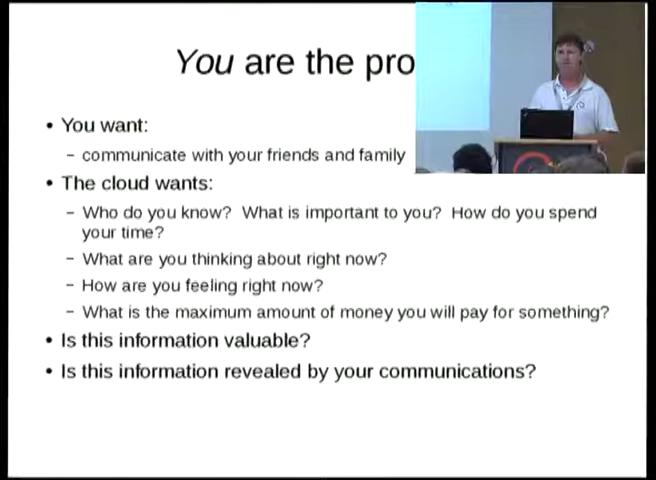 You are the pro
• You want:
– communicate with your friends and family
• The cloud wants:
– Who do you know? What is important to you? How do you spend
your time?
– What are you thinking about right now?
– How are you feeling right now?
– What is the maximum amount of money you will pay for something?
• Is this information valuable?
• Is this information revealed by your communications?